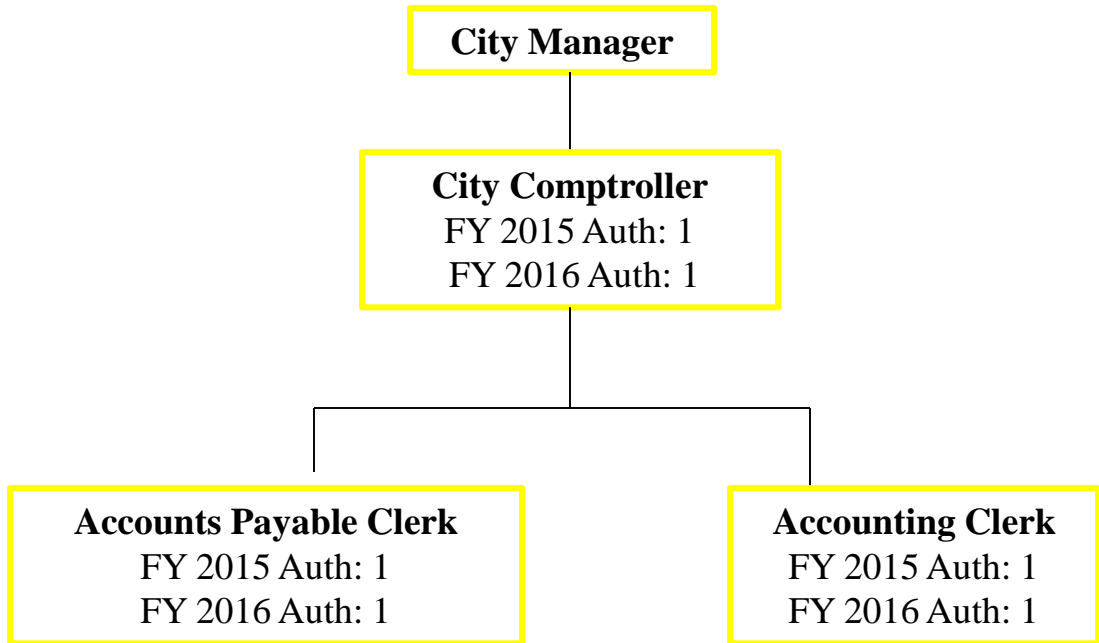 City Manager
City Comptroller
FY 2015 Auth: 1
FY 2016 Auth: 1
Accounts Payable Clerk
FY 2015 Auth: 1
FY 2016 Auth: 1
Accounting Clerk
FY 2015 Auth: 1
FY 2016 Auth: 1